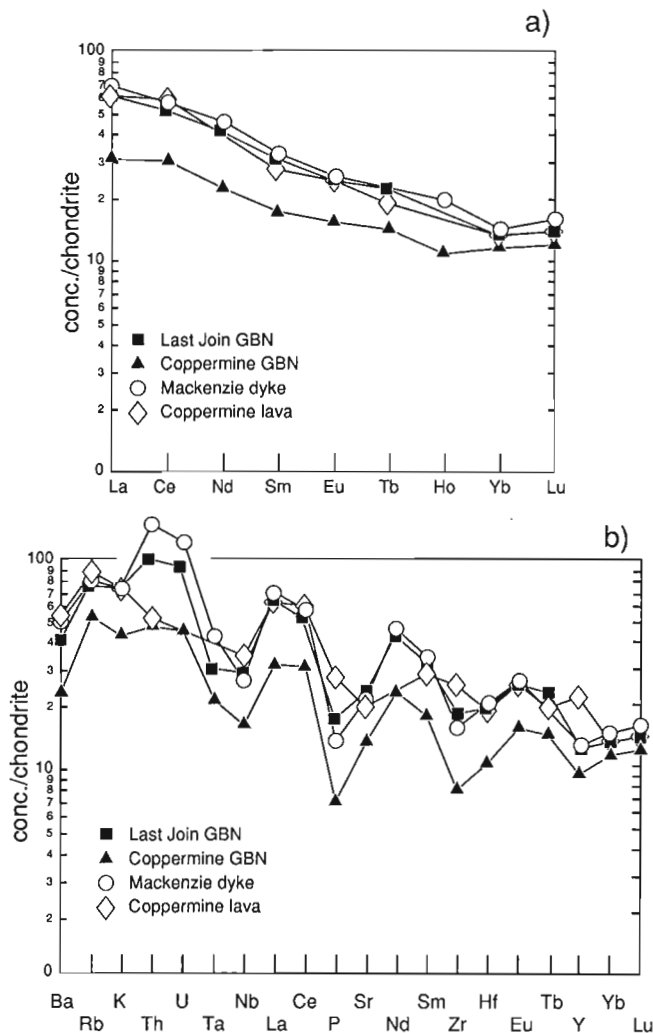 a)
100
9
8
7
6
5
4
3
2
10
9
8
7
6
5
4
3
2
0
conc./chondrite
Last Join GBN
Coppermine GBN
Mackenzie dyke
Coppermine lava
La Ce Nd Sm Eu Tb Ho Yb Lu
b)
100
9
8
7
6
5
4
3
2
10
9
8
7
6
5
4
3
2
0
conc./chondrite
Last Join GBN
Coppermine GBN
Mackenzie dyke
Coppermine lava
Ba K U Nb Ce Sr Sm Hf Tb Yb
Rb Th Ta La P Nd Zr Eu Y Lu